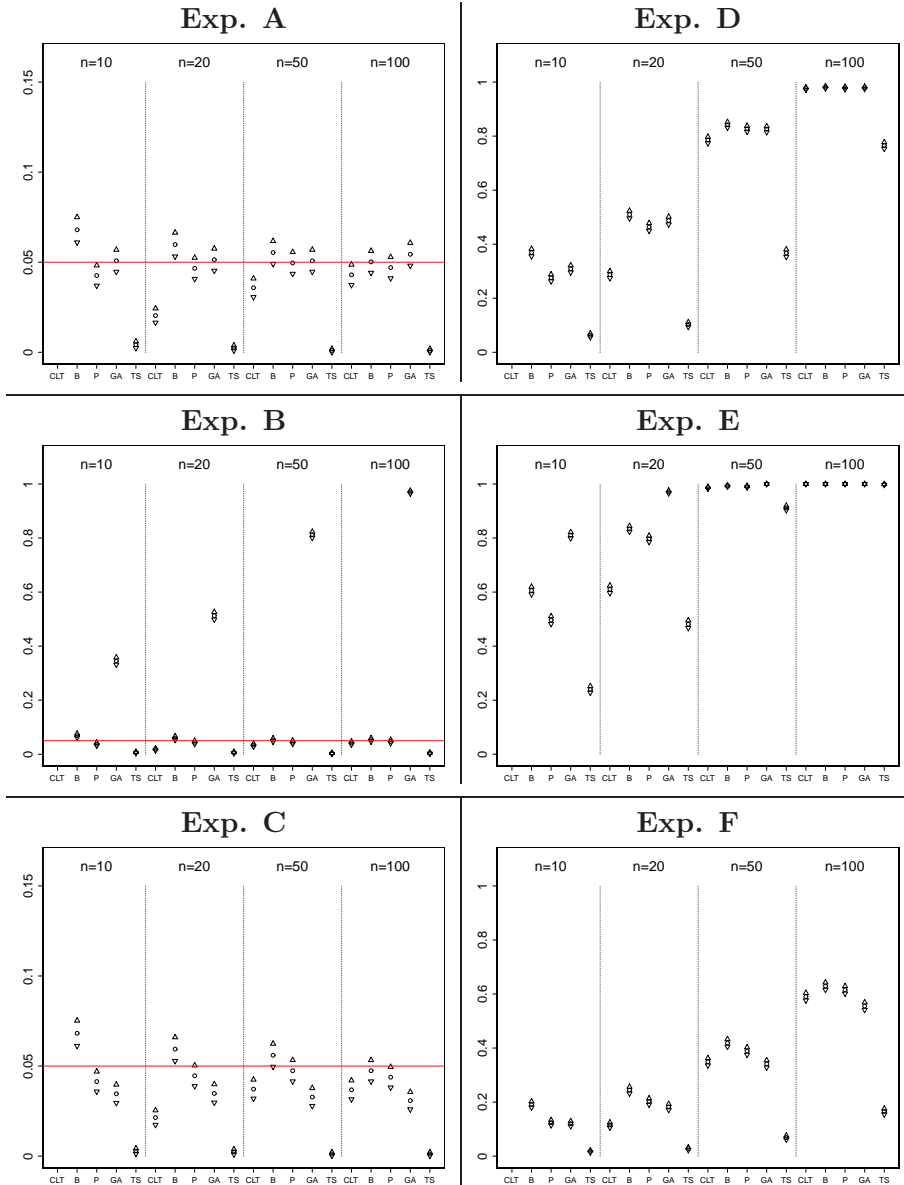 Exp. A
n=10 n=20 n=50 n=100
0.15
0.1
0.05
0
CLT B P GA TS CLT B P GA TS CLT B P GA TS CLT B P GA TS
Exp. D
n=10 n=20 n=50 n=100
1
0.8
0.6
0.4
0.2
0
CLT B P GA TS CLT B P GA TS CLT B P GA TS CLT B P GA TS
Exp. B
n=10 n=20 n=50 n=100
1
0.8
0.6
0.4
0.2
0
CLT B P GA TS CLT B P GA TS CLT B P GA TS CLT B P GA TS
Exp. E
n=10 n=20 n=50 n=100
1
0.8
0.6
0.4
0.2
0
CLT B P GA TS CLT B P GA TS CLT B P GA TS CLT B P GA TS
Exp. C
n=10 n=20 n=50 n=100
0.15
0.1
0.05
0
CLT B P GA TS CLT B P GA TS CLT B P GA TS CLT B P GA TS
Exp. F
n=10 n=20 n=50 n=100
1
0.8
0.6
0.4
0.2
0
CLT B P GA TS CLT B P GA TS CLT B P GA TS CLT B P GA TS